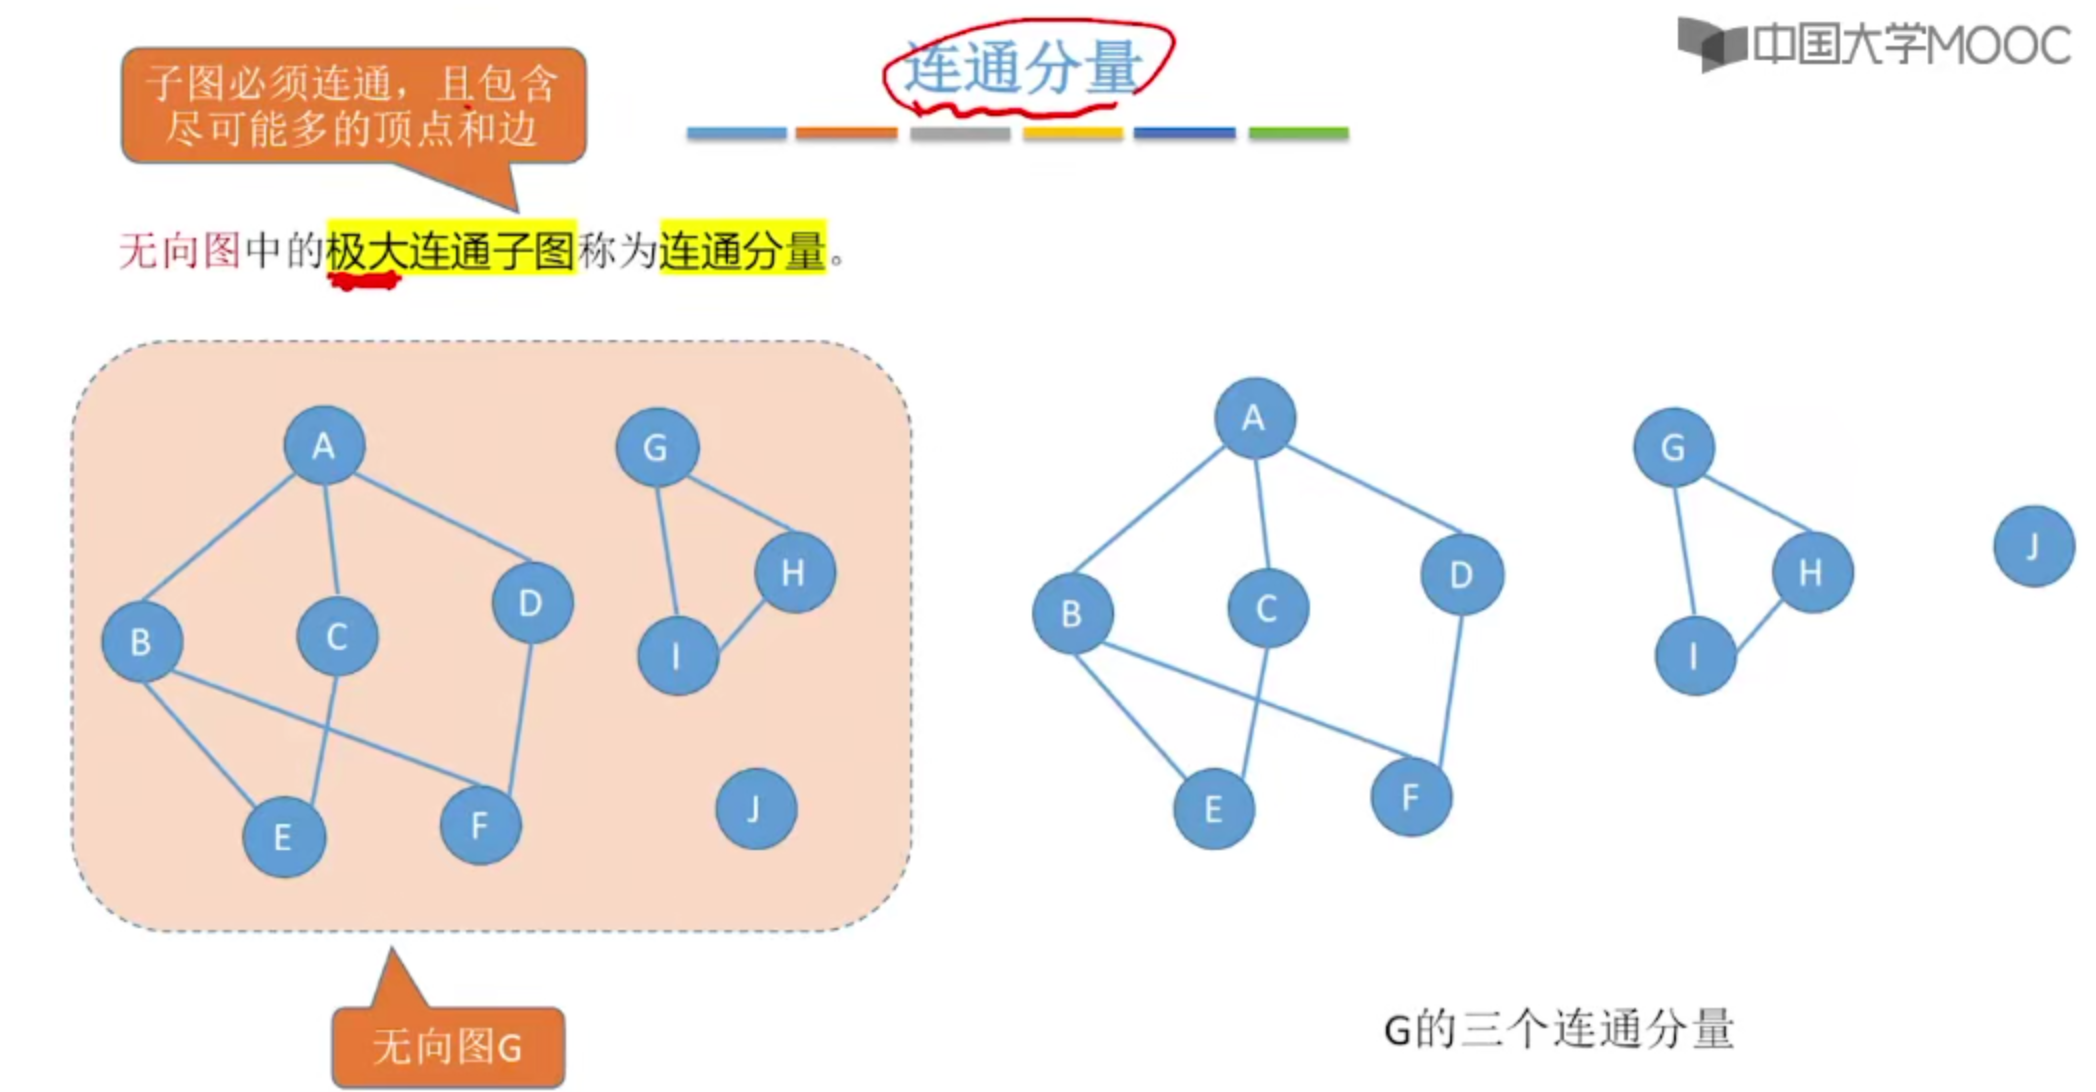 连通分量
中国大学MOOC
子图必须连通，且包含
尽可能多的顶点和边
无向图中的极大连通子图称为连通分量。
A
G
H
D
C
B
I
J
F
E
A
G
J
H
D
C
B
I
F
E
无向图G
G的三个连通分量